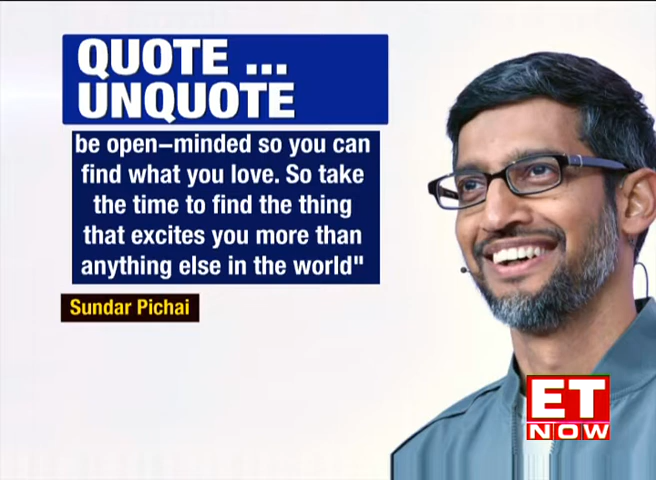 QUOTE ...
UNQUOTE
be open–minded so you can
find what you love. So take
the time to find the thing
that excites you more than
anything else in the world"
Sundar Pichai
ET
NOW